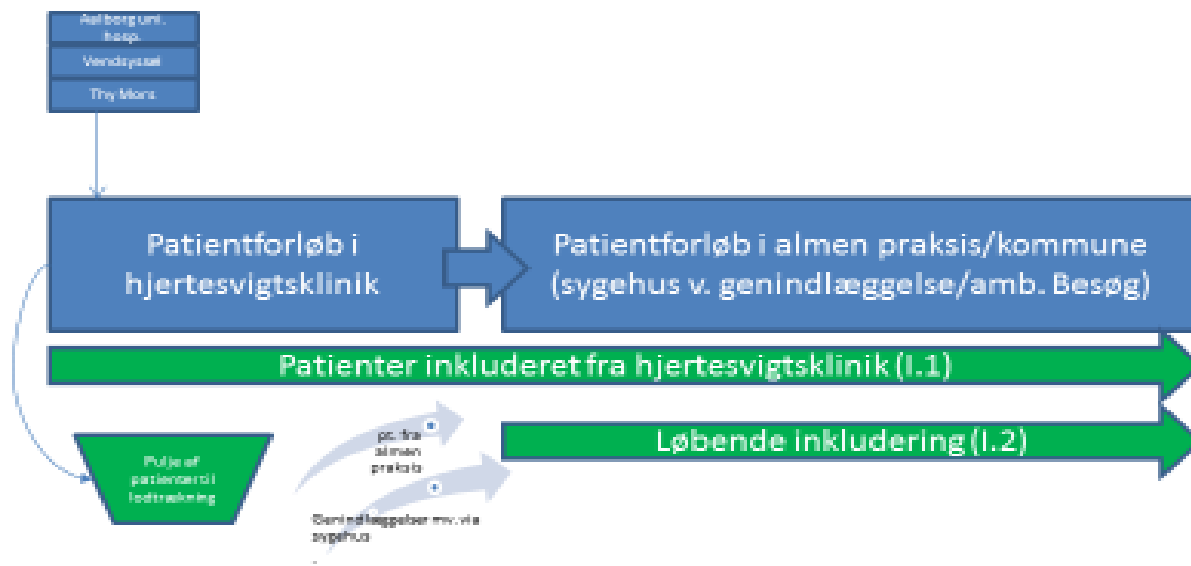 Aalborg uni.
hosp.
Vendsyssel
Thy Mors
Patientforløb i
hjertesvigtsklinik
Patientforløb i almen praksis/kommune
(sygehus v. genindlæggelse/amb. Besøg)
Patienter inkluderet fra hjertesvigtsklinik (I.1)
Løbende inkludering (I.2)
pt. fra
almen
praksis
Pulje af
patienter til
lodtrækning
Genindlæggelser mv. via
sygehus